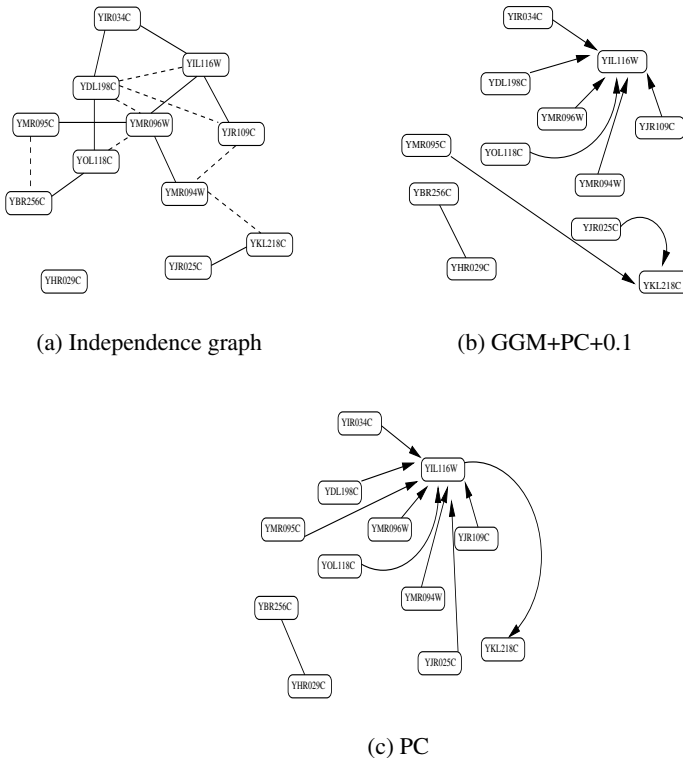 YIR034C
YIL116W
YDL198C
YMR095C
YMR096W
YJR109C
YOL118C
YBR256C
YMR094W
YKL218C
YJR025C
YHR029C
(a) Independence graph
YIR034C
YIL116W
YDL198C
YMR096W
YJR109C
YMR095C
YOL118C
YMR094W
YBR256C
YJR025C
YHR029C
YKL218C
(b) GGM+PC+0.1
YIR034C
YIL116W
YDL198C
YMR095C
YMR096W
YJR109C
YOL118C
YMR094W
YBR256C
YKL218C
YJR025C
YHR029C
(c) PC